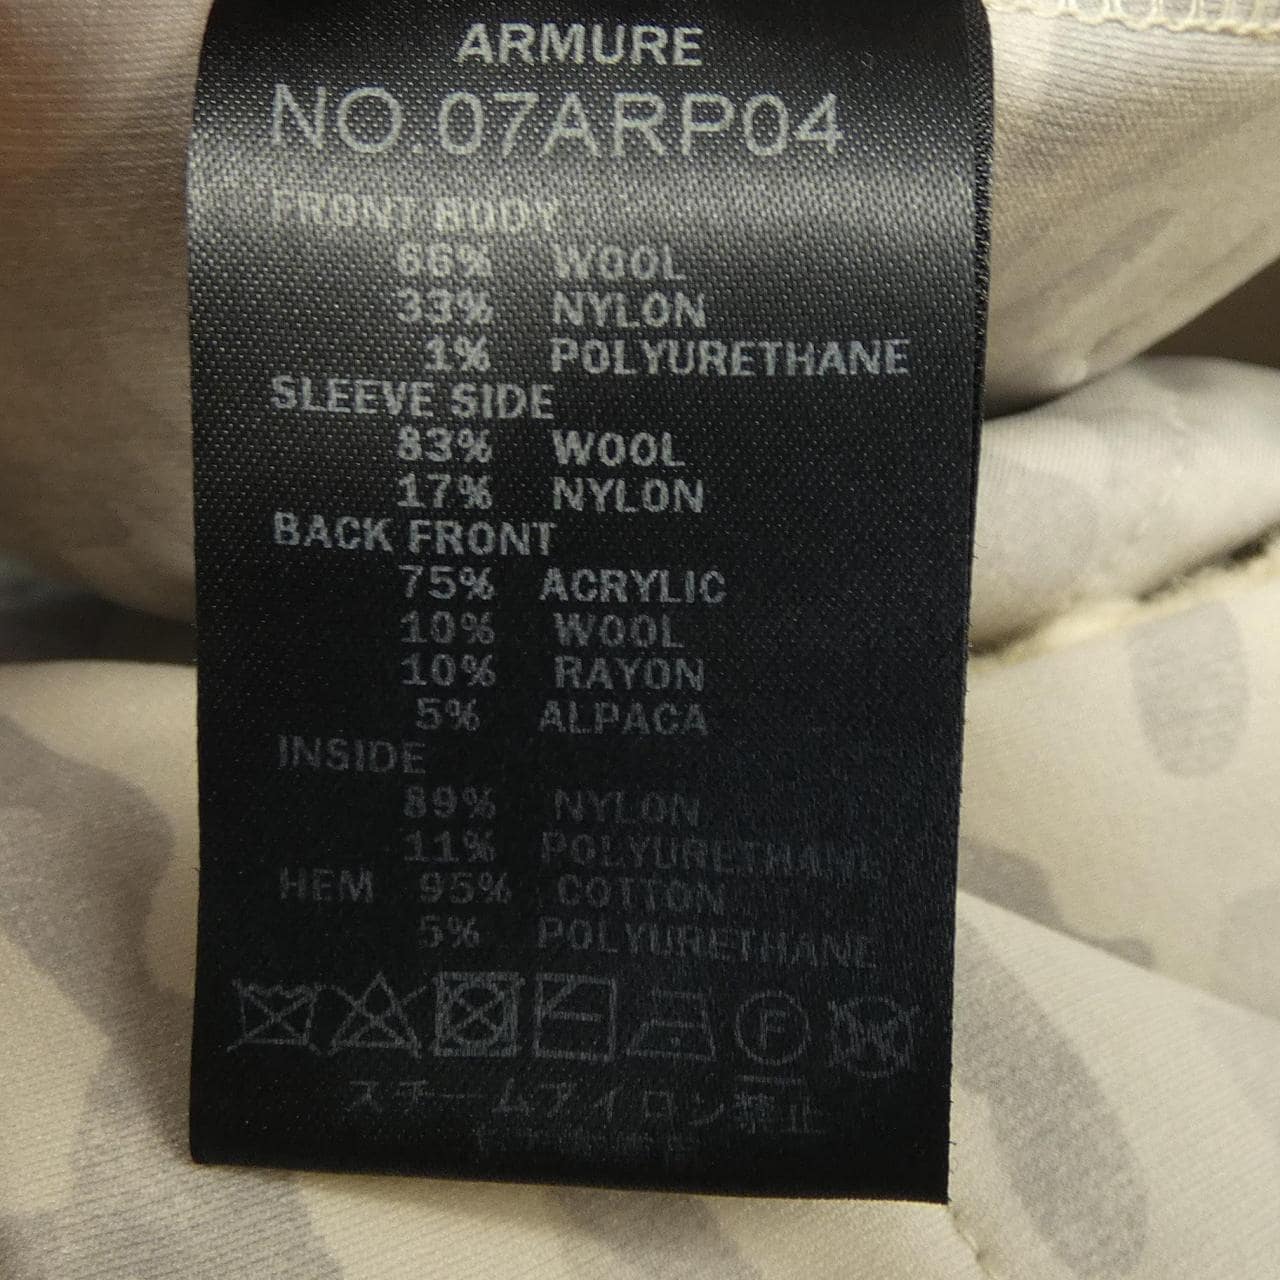 ARMURE
NO.07ARP04
FRONT BODY
66% WOOL
33% NYLON
1% POLYURETHANE
SLEEVE SIDE
83% WOOL
17% NYLON
BACK FRONT
75% ACRYLIC
10% WOOL
10% RAYON
5% ALPACA
INSIDE
89% NYLON
11% POLYURETHANE
HEM 95% COTTON
5% POLYURETHANE
F
スチームアイロン禁止